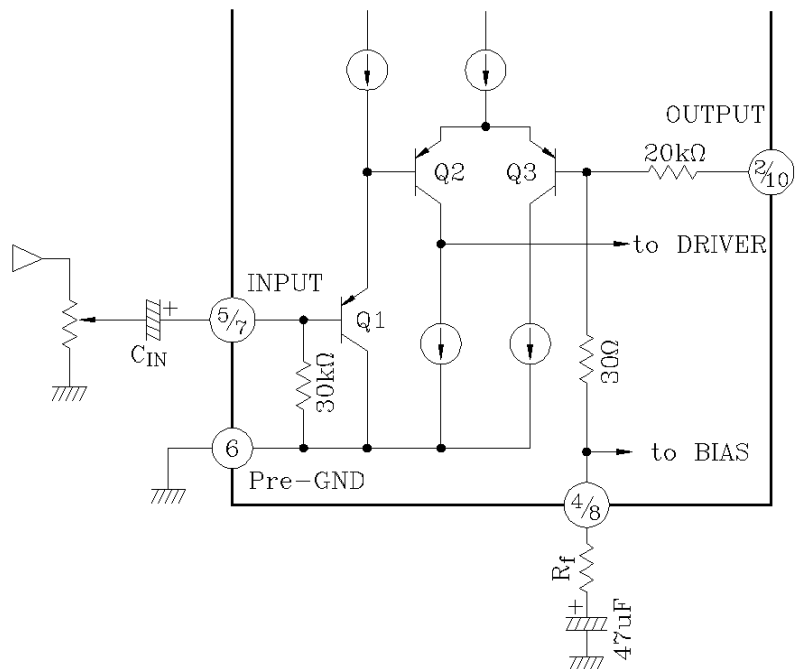 OUTPUT
20kΩ
2/10
Q2
Q3
to DRIVER
INPUT
5/7
Q1
+
CIN
30kΩ
30Ω
6
Pre-GND
to BIAS
4/8
Rf
+
47uF